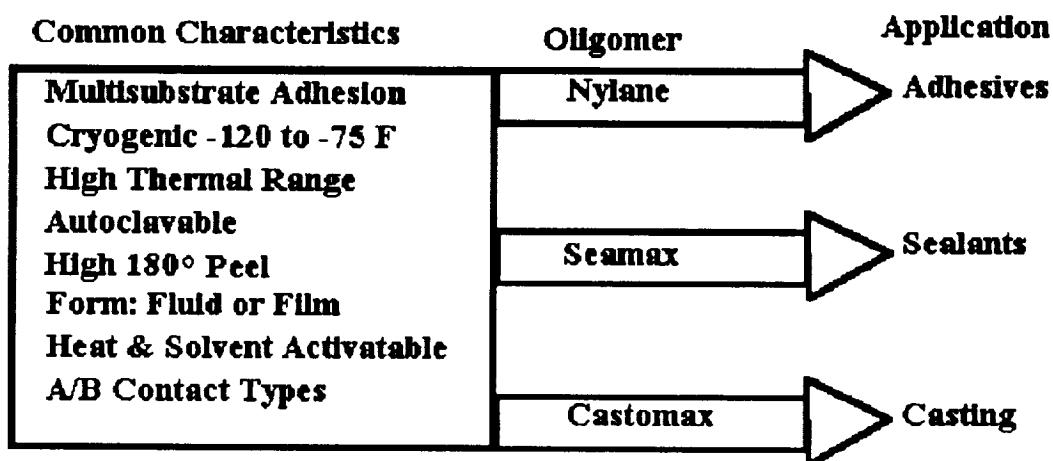 Common Characteristics
Oligomer
Application
Multisubstrate Adhesion
Cryogenic -120 to -75 F
High Thermal Range
Autoclavable
High 180° Peel
Form: Fluid or Film
Heat & Solvent Activatable
A/B Contact Types
Nylane
Adhesives
Seamax
Sealants
Castomax
Casting